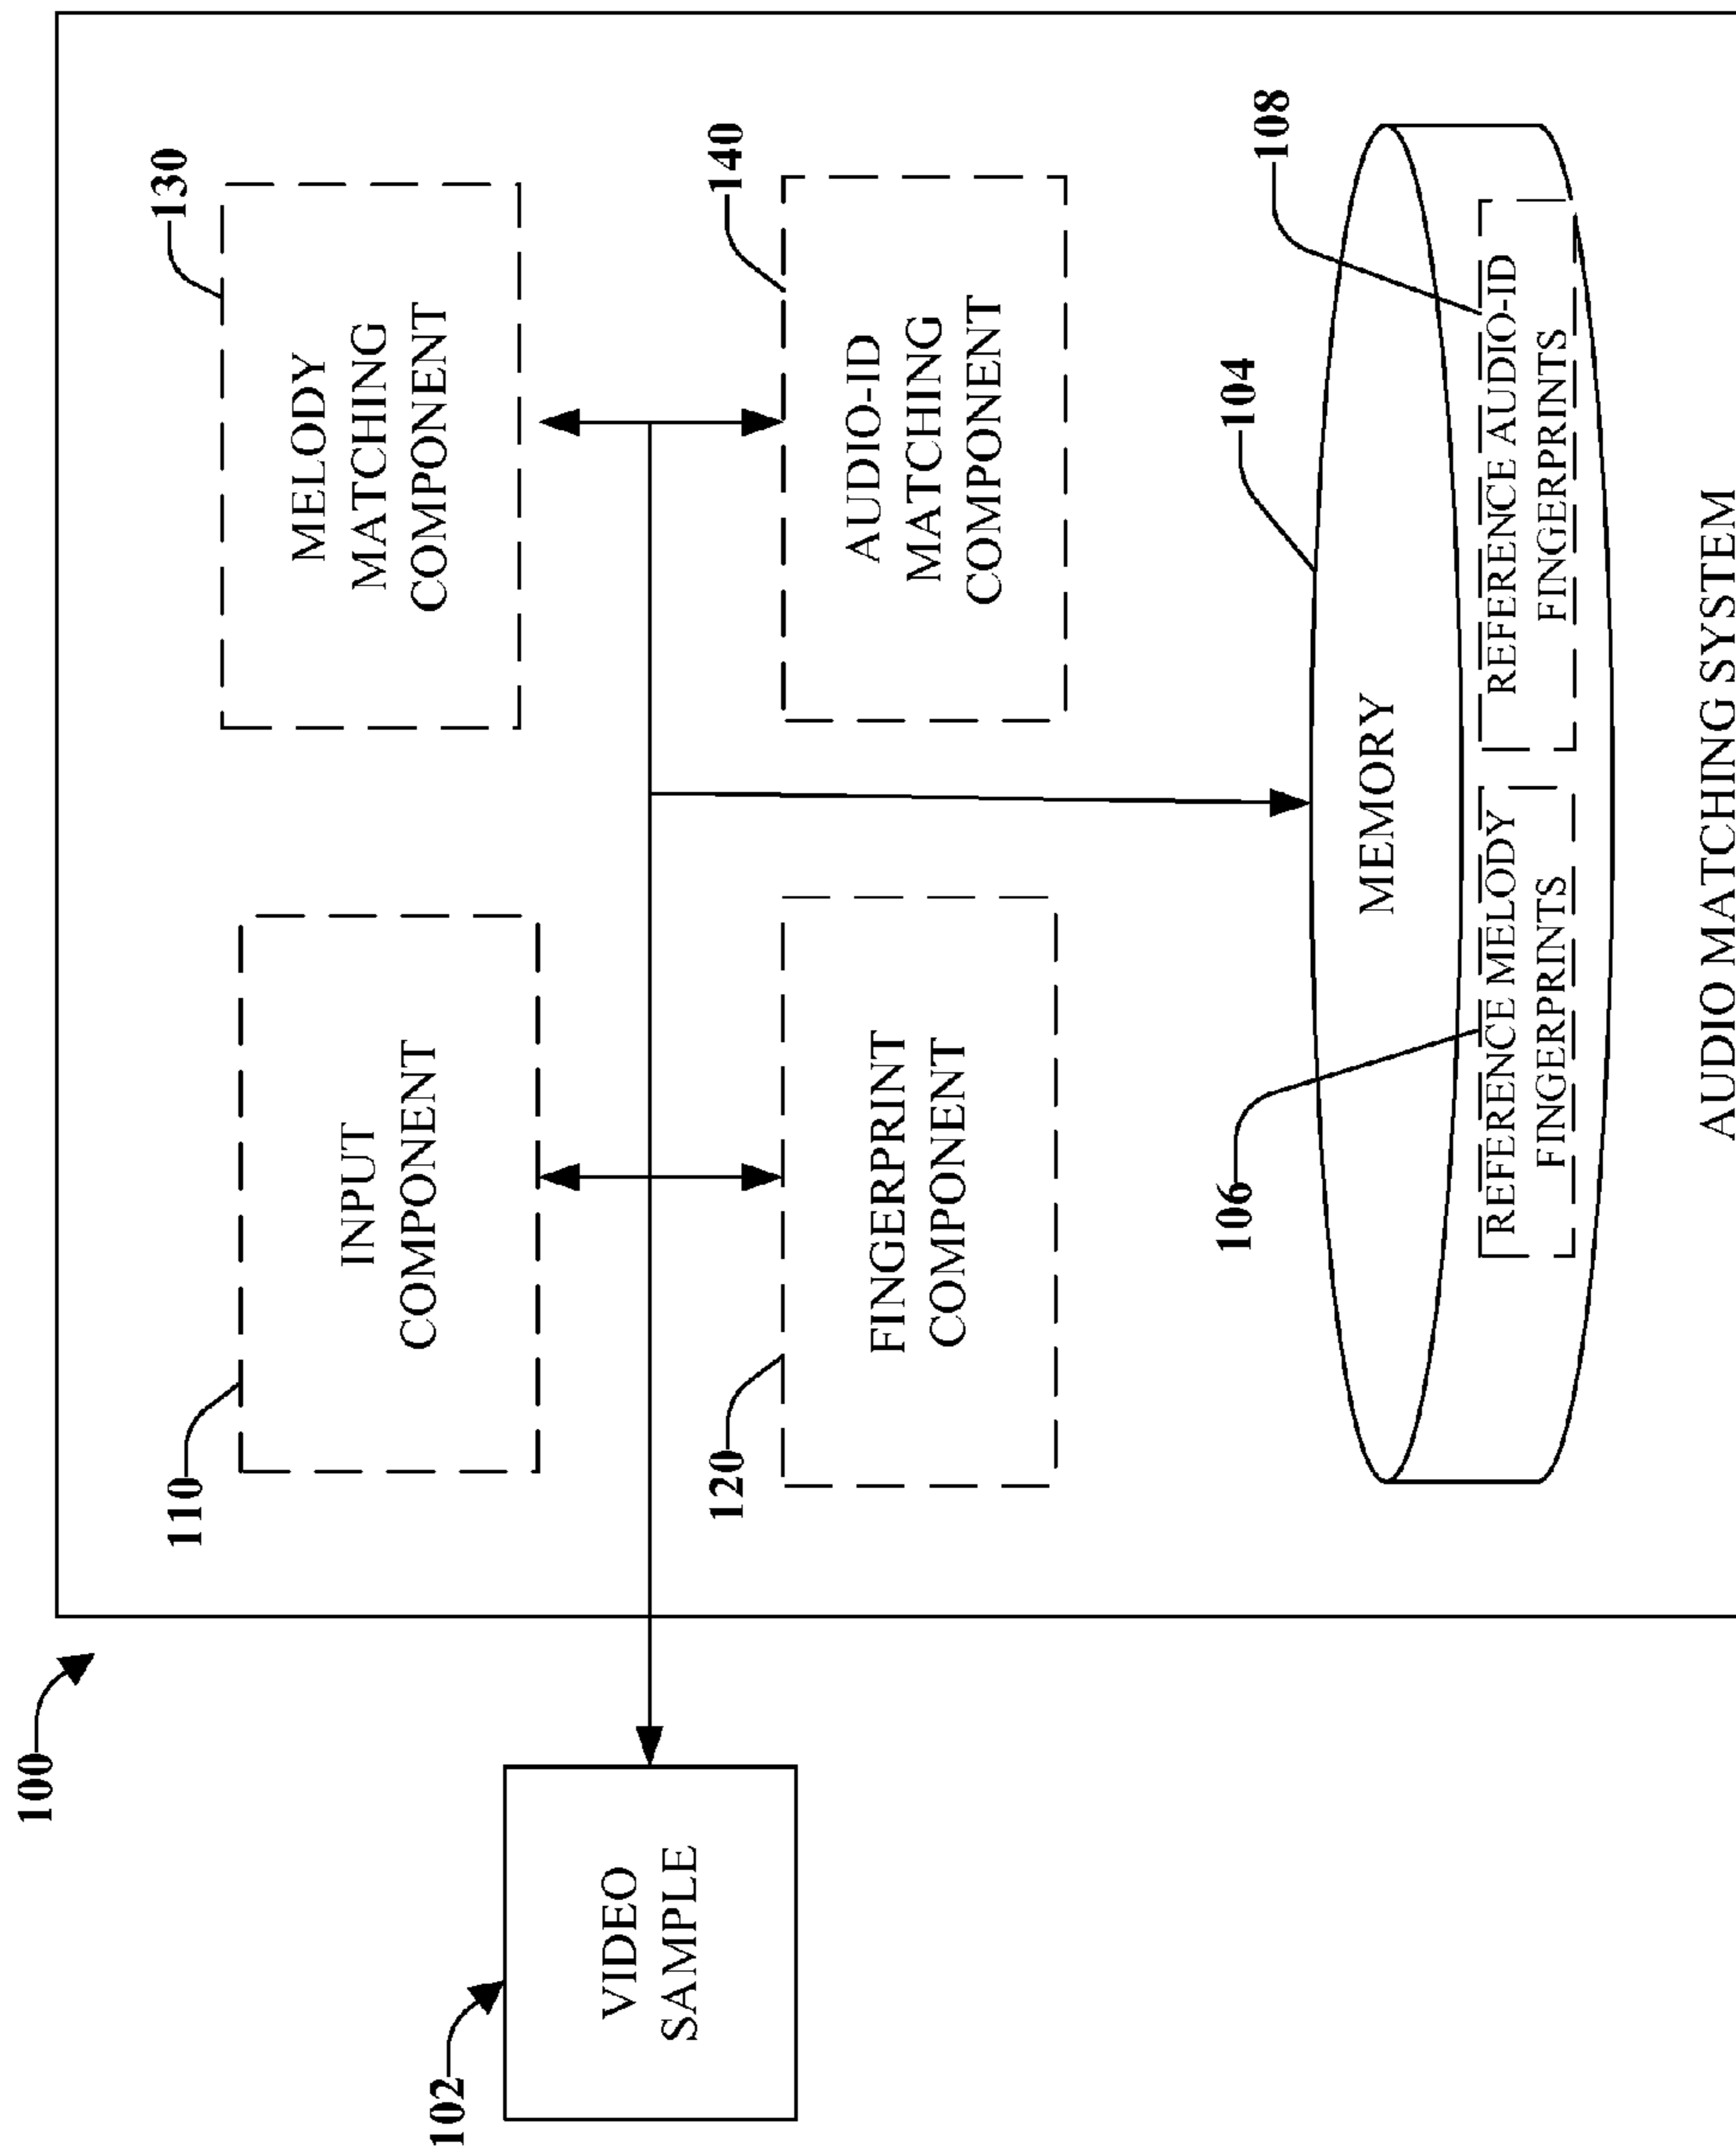 100
102
VIDEO
SAMPLE
110
INPUT
COMPONENT
130
MELODY
MATCHING
COMPONENT
120
FINGERPRINT
COMPONENT
140
AUDIO-ID
MATCHING
COMPONENT
104
MEMORY
106
REFERENCE MELODY
FINGERPRINTS
108
REFERENCE AUDIO-ID
FINGERPRINTS
AUDIO MATCHING SYSTEM